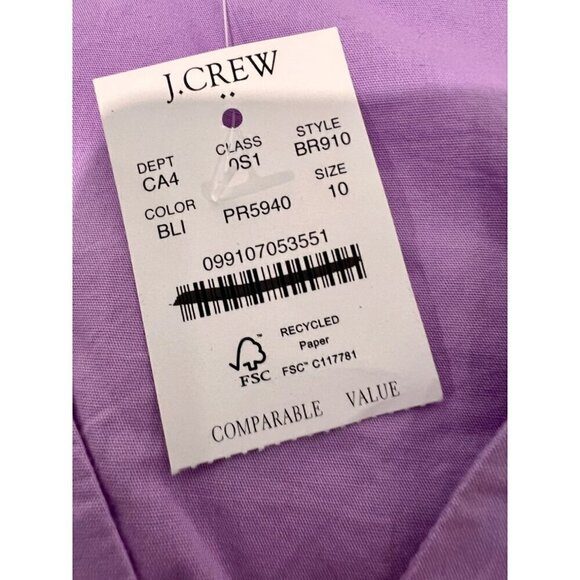 J.CREW
DEPT CLASS STYLE
CA4 0S1 BR910
COLOR SIZE
BLI PR5940 10
099107053551
RECYCLED
Paper
FSC™ C117781
FSC
COMPARABLE VALUE